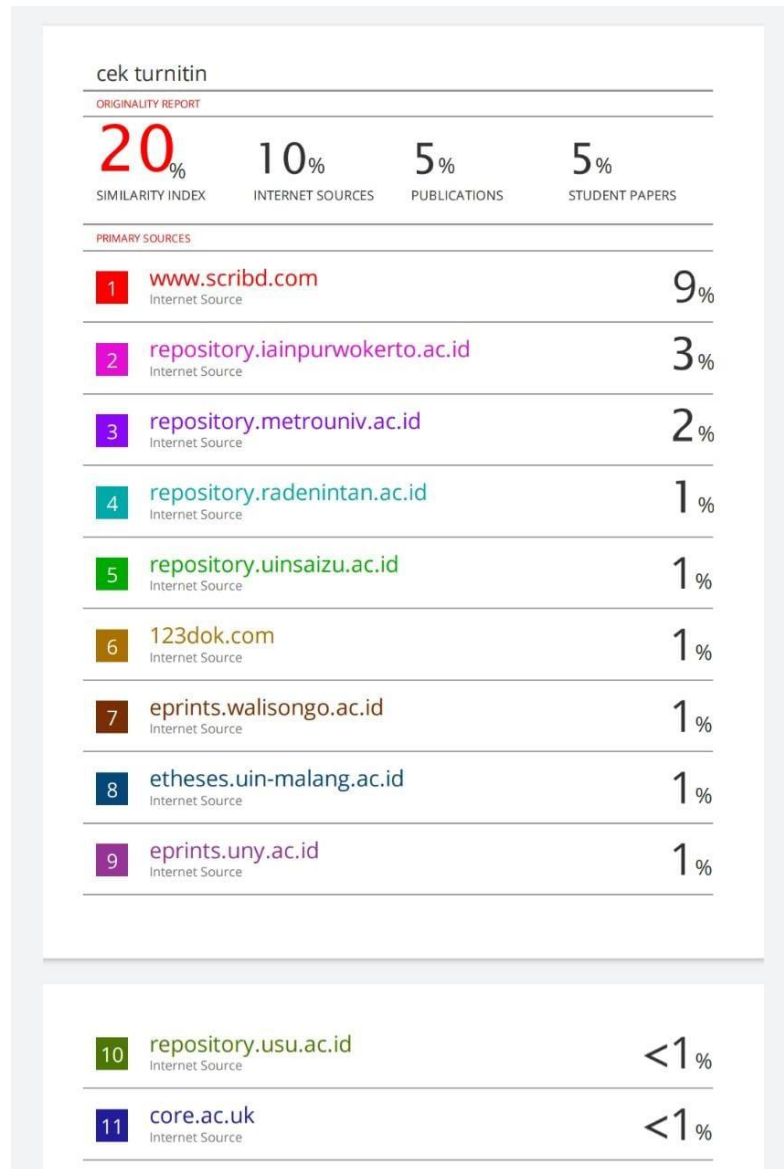 cek turnitin
ORIGINALITY REPORT
20% 10% 5% 5%
SIMILARITY INDEX INTERNET SOURCES PUBLICATIONS STUDENT PAPERS
PRIMARY SOURCES
1 www.scribd.com 9%
Internet Source
2 repository.iainpurwokerto.ac.id 3%
Internet Source
3 repository.metrouniv.ac.id 2%
Internet Source
4 repository.radenintan.ac.id 1%
Internet Source
5 repository.uinsaizu.ac.id 1%
Internet Source
6 123dok.com 1%
Internet Source
7 eprints.walisongo.ac.id 1%
Internet Source
8 etheses.uin-malang.ac.id 1%
Internet Source
9 eprints.uny.ac.id 1%
Internet Source
10 repository.usu.ac.id <1%
Internet Source
11 core.ac.uk <1%
Internet Source